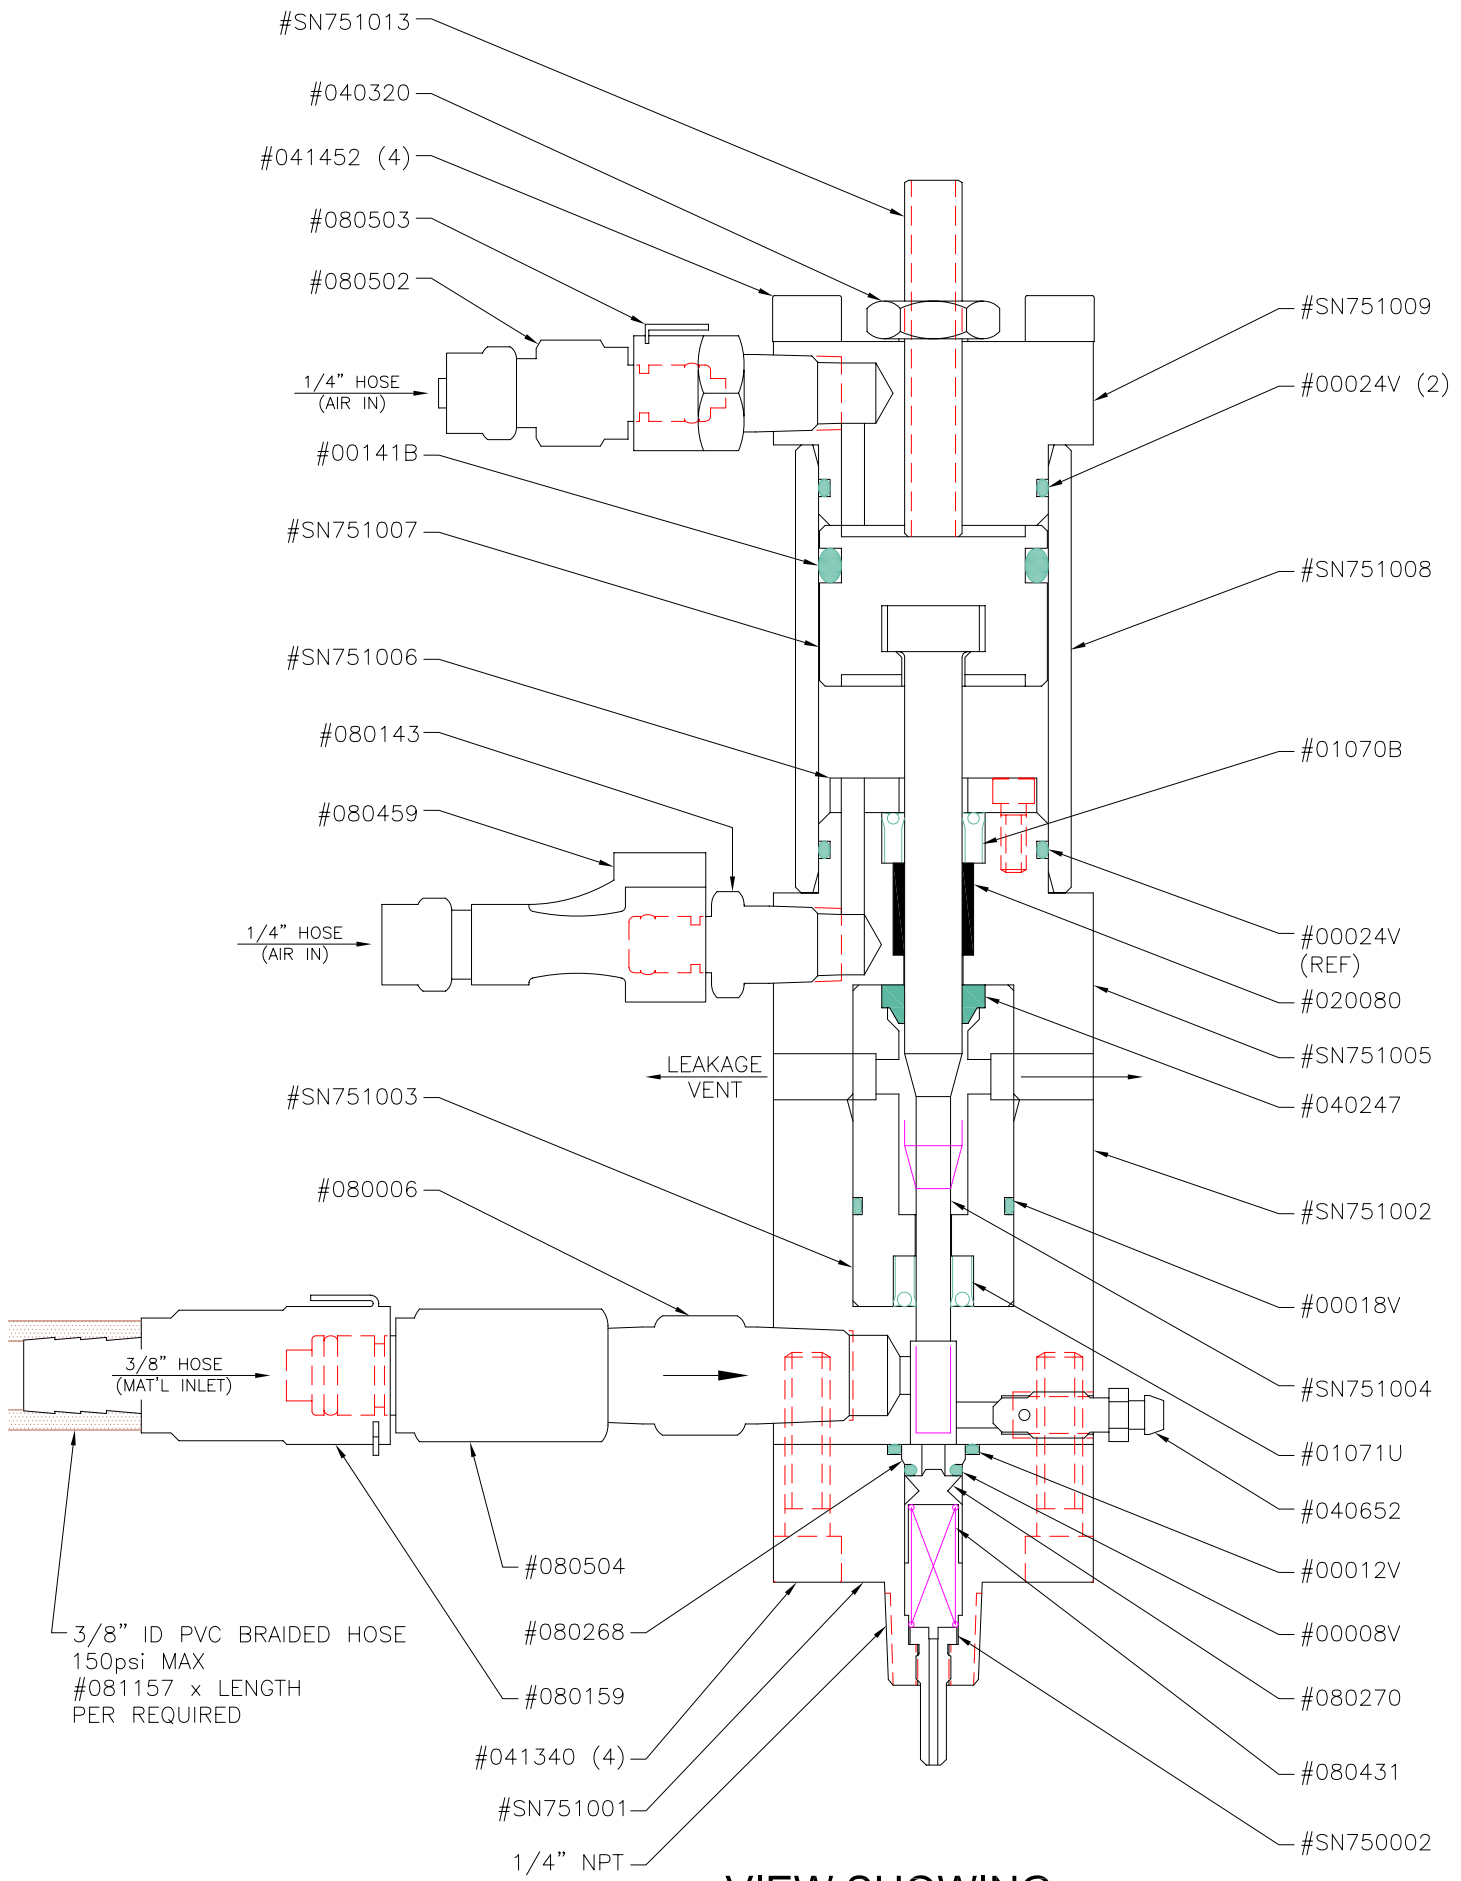 #SN751013
#040320
#041452 (4)
#080503
#080502
1/4" HOSE
(AIR IN)
#00141B
#SN751007
#SN751006
#080143
#080459
1/4" HOSE
(AIR IN)
LEAKAGE
VENT
#SN751003
#080006
3/8" HOSE
(MAT'L INLET)
3/8" ID PVC BRAIDED HOSE
150psi MAX
#081157 x LENGTH
PER REQUIRED
#080504
#080268
#080159
#041340 (4)
#SN751001
1/4" NPT
#SN751009
#00024V (2)
#SN751008
#01070B
#00024V
(REF)
#020080
#SN751005
#040247
#SN751002
#00018V
#SN751004
#01071U
#040652
#00012V
#00008V
#080270
#080431
#SN750002
VIEW SHOWING